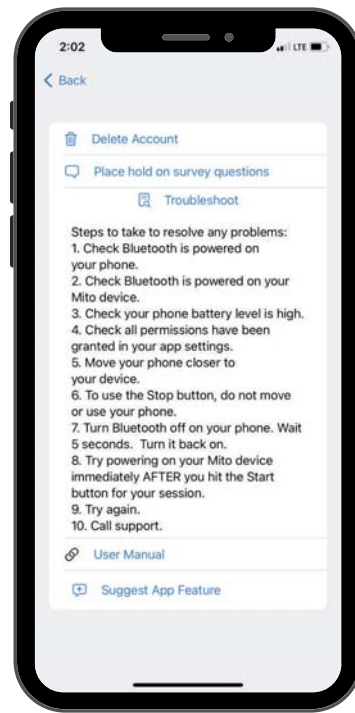 2:02
LTE
Back
Delete Account
Place hold on survey questions
Troubleshoot
Steps to take to resolve any problems:
1. Check Bluetooth is powered on
your phone.
2. Check Bluetooth is powered on your
Mito device.
3. Check your phone battery level is high.
4. Check all permissions have been
granted in your app settings.
5. Move your phone closer to
your device.
6. To use the Stop button, do not move
or use your phone.
7. Turn Bluetooth off on your phone. Wait
5 seconds.  Turn it back on.
8. Try powering on your Mito device
immediately AFTER you hit the Start
button for your session.
9. Try again.
10. Call support.
User Manual
Suggest App Feature